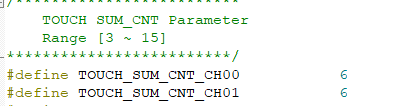 /*************************
TOUCH SUM_CNT Parameter
Range [3 ~ 15]
*************************/
#define TOUCH_SUM_CNT_CH00 6
#define TOUCH_SUM_CNT_CH01 6